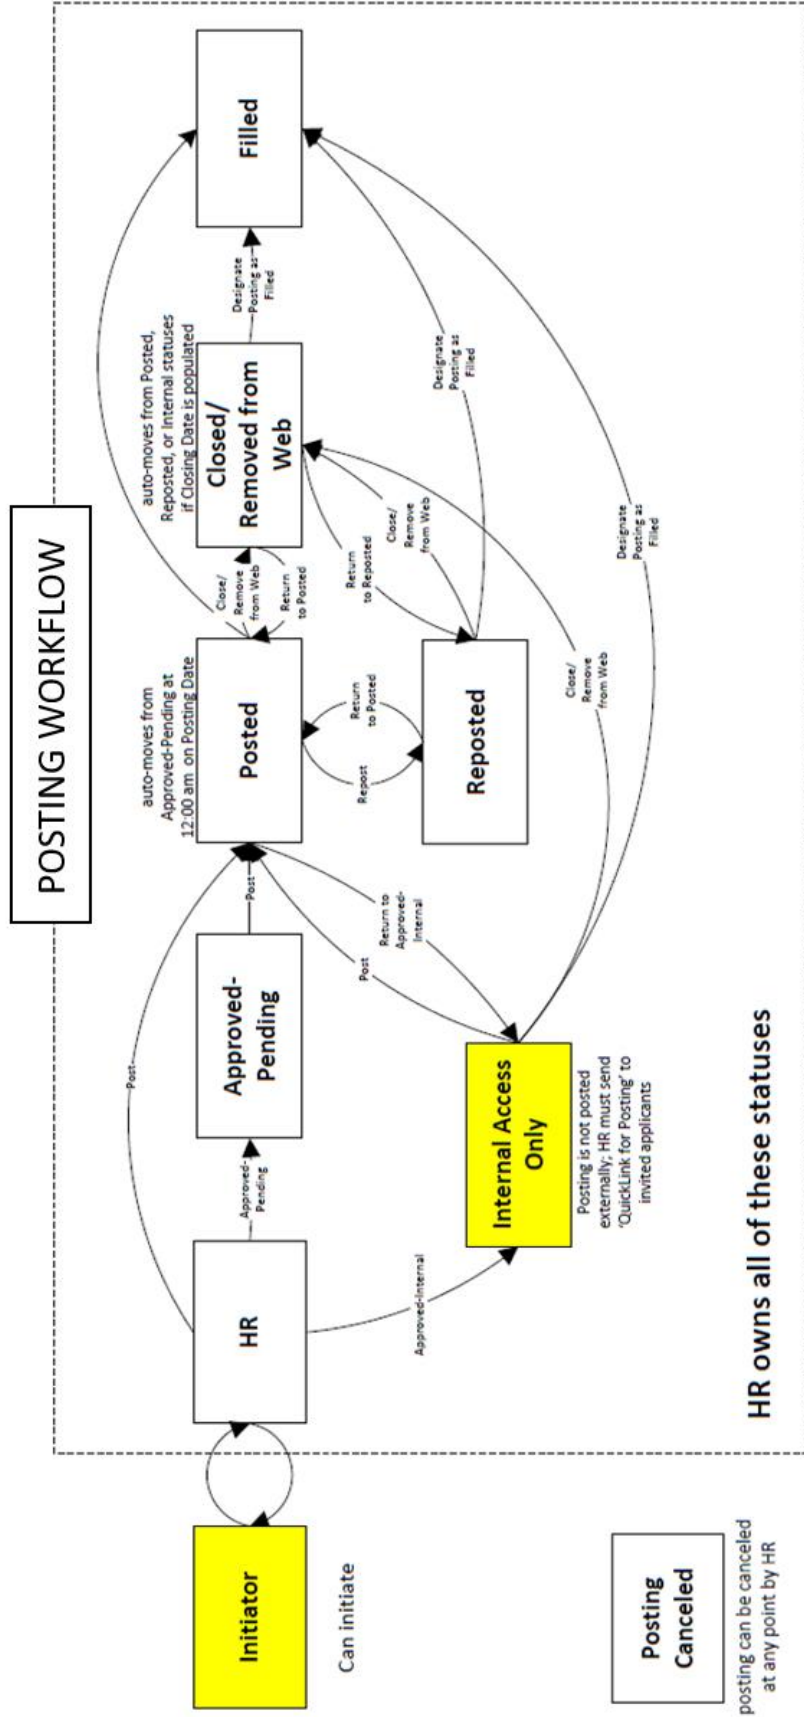 POSTING WORKFLOW
Initiator
Can initiate
HR
Post
Approved-
Pending
Approved-Internal
Approved-
Pending
Post
Internal Access
Only
Posting is not posted
externally; HR must send
'QuickLink for Posting' to
invited applicants
Post
Return to
Approved-
Internal
auto-moves from
Approved-Pending at
12:00 am on Posting Date
Posted
Repost
Return
to Posted
Reposted
Close/
Remove
from Web
Return
to Posted
auto-moves from Posted,
Reposted, or Internal statuses
if Closing Date is populated
Closed/
Removed from
Web
Return
to Reposted
Close/
Remove
from Web
Close/
Remove
from Web
Designate
Posting as
Filled
Designate
Posting as
Filled
Designate
Posting as
Filled
Filled
HR owns all of these statuses
Posting
Canceled
posting can be canceled
at any point by HR